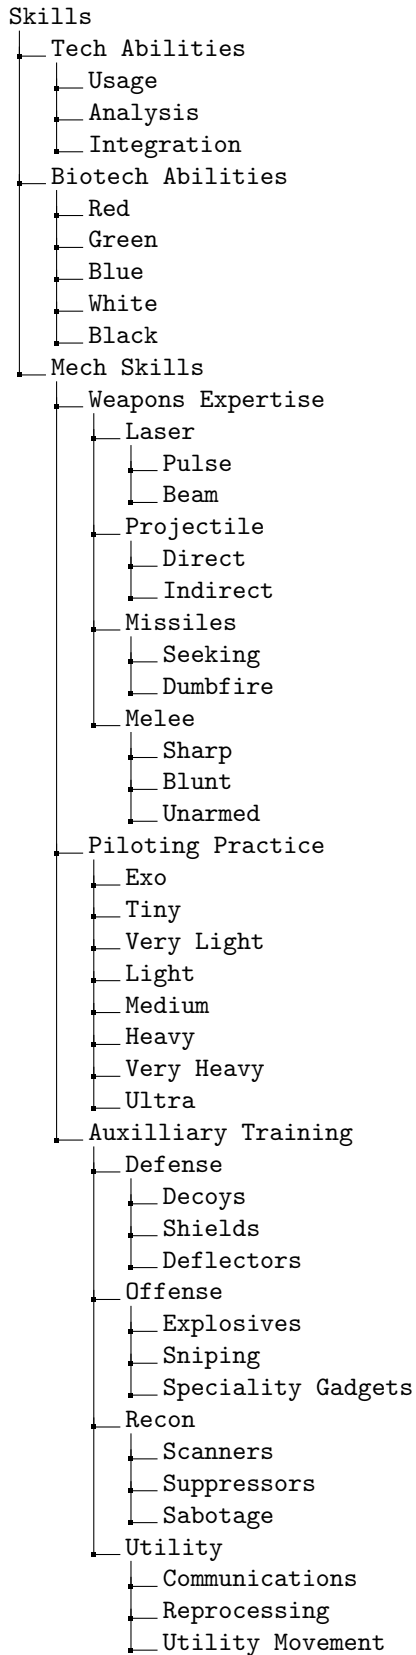 Skills
Tech Abilities
Usage
Analysis
Integration
Biotech Abilities
Red
Green
Blue
White
Black
Mech Skills
Weapons Expertise
Laser
Pulse
Beam
Projectile
Direct
Indirect
Missiles
Seeking
Dumbfire
Melee
Sharp
Blunt
Unarmed
Piloting Practice
Exo
Tiny
Very Light
Light
Medium
Heavy
Very Heavy
Ultra
Auxilliary Training
Defense
Decoys
Shields
Deflectors
Offense
Explosives
Sniping
Speciality Gadgets
Recon
Scanners
Suppressors
Sabotage
Utility
Communications
Reprocessing
Utility Movement